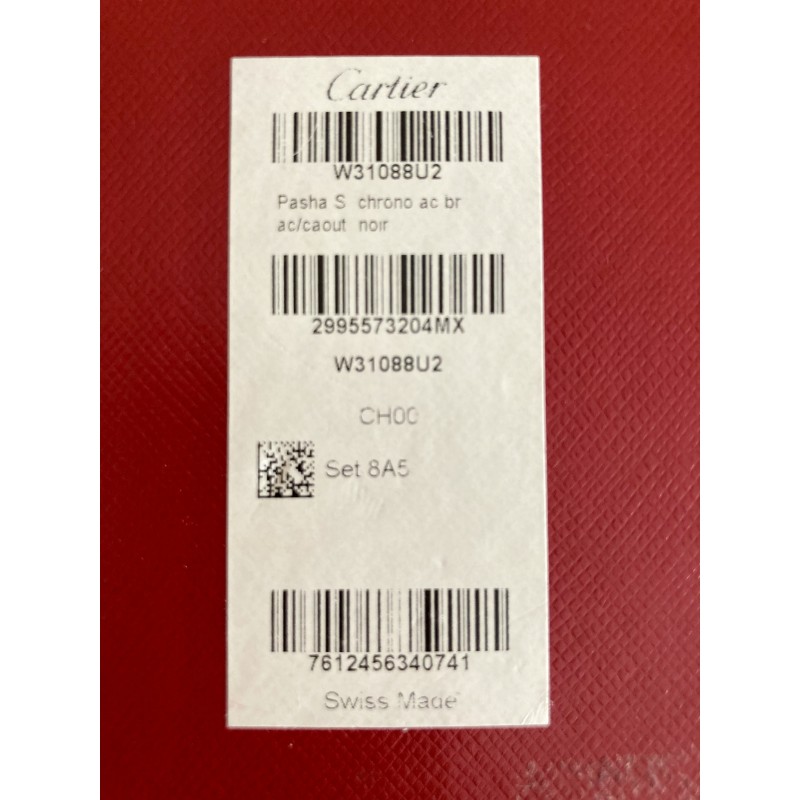 Cartier
W31088U2
Pasha S chrono ac br
ac/caout noir
2995573204MX
W31088U2
CH00
Set 8A5
7612456340741
Swiss Made